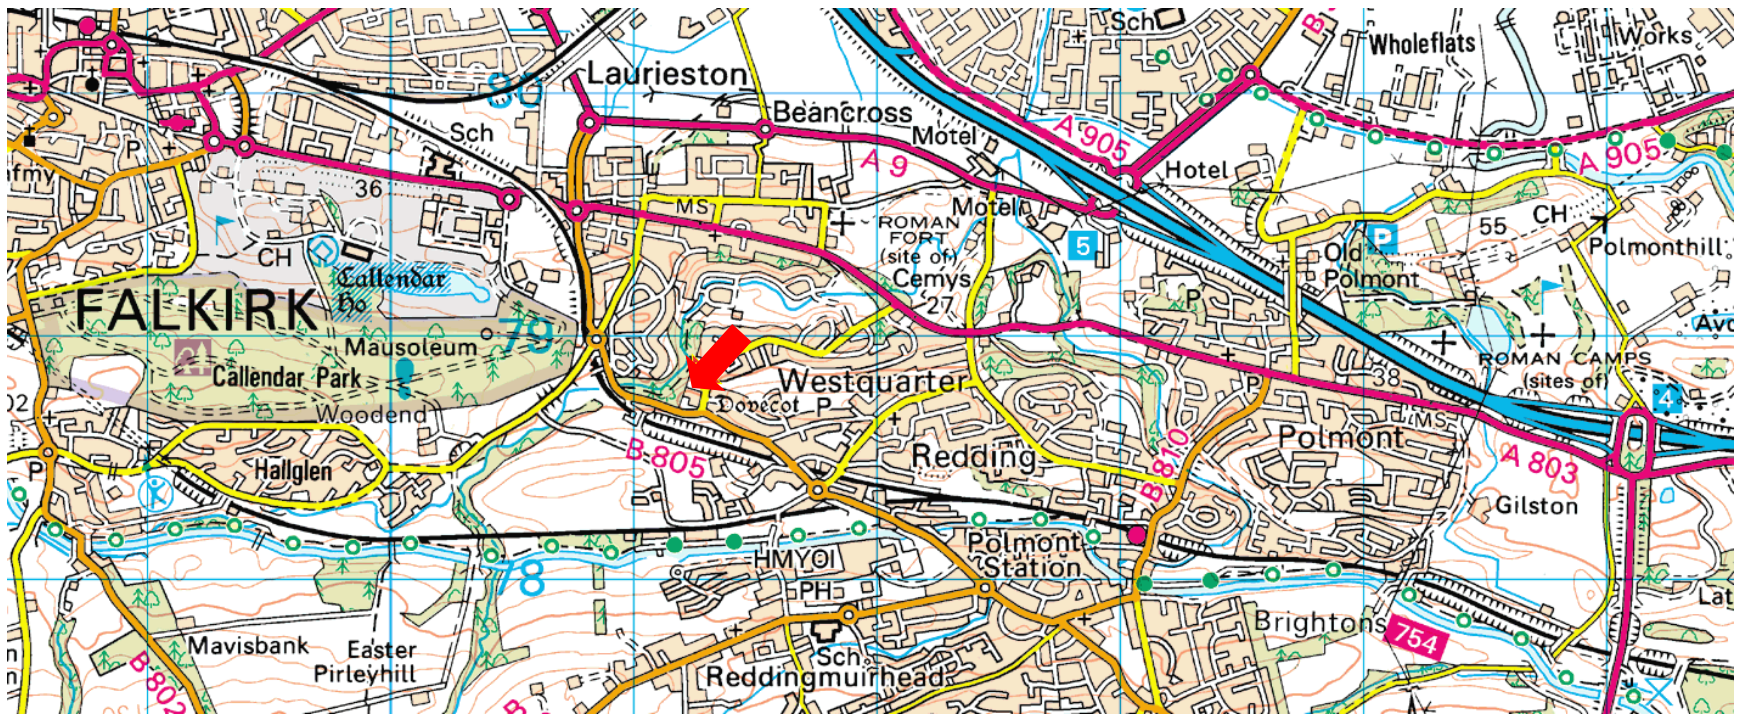 Sch
Wholeflats
Works
Laurieston
Beancross
Motel
A 905
Hotel
A 9
A 905
Sch
P
36
MS
Motel
ROMAN
FORT
(site of)
Cemys
27
5
CH
55
P
Old
Polmont
Polmonthill
CH
Callendar
Ho
FALKIRK
79
Mausoleum
P
Callendar Park
Woodend
Westquarter
Dovecot P
ROMAN CAMPS
(sites of)
38
4
P
MS
B 805
Redding
B 810
Polmont
A 803
Hallglen
P
Gilston
HMYOI
Polmont
Station
78
PH
Brightons
754
Mavisbank
Easter
Pirleyhill
Sch
Reddingmuirhead
B 802